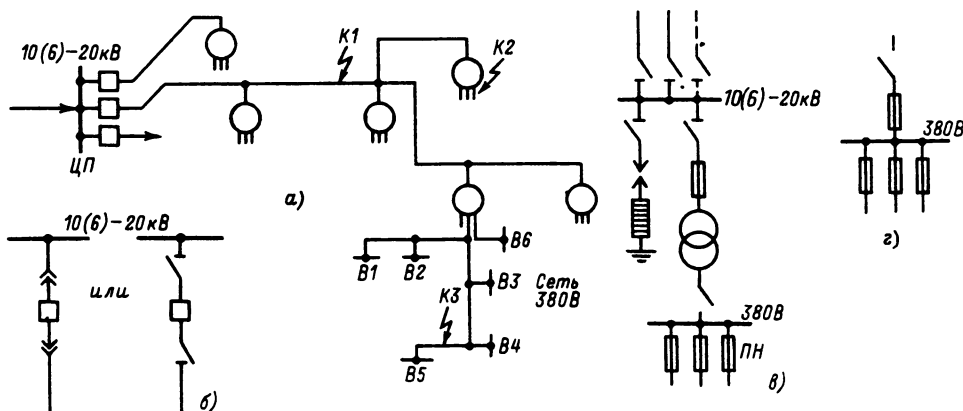 10(6)-20кВ
К1
К2
ЦП
а)
10(6)-20кВ
или
б)
В1
В2
В6
В3
Сеть
380В
К3
В4
В5
10(6)-20кВ
380В
ПН
в)
380В
г)